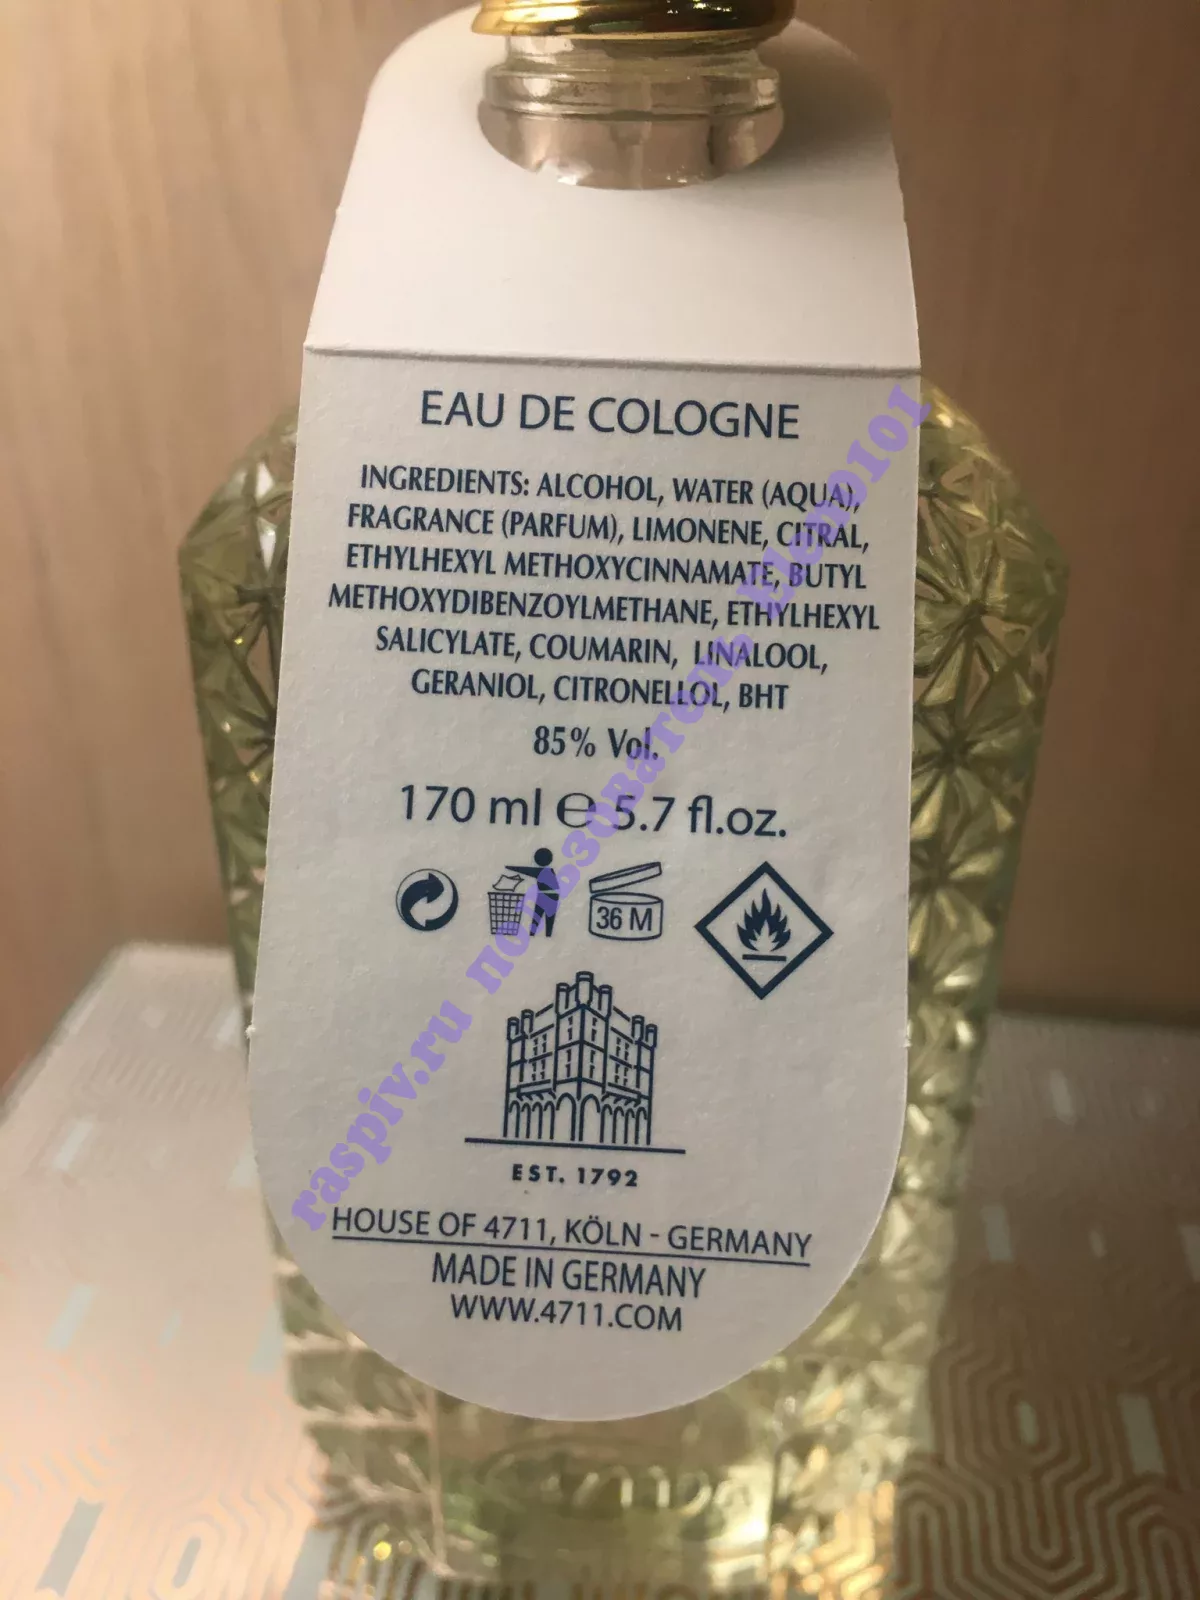 EAU DE COLOGNE
INGREDIENTS: ALCOHOL, WATER (AQUA),
FRAGRANCE (PARFUM), LIMONENE, CITRAL,
ETHYLHEXYL METHOXYCINNAMATE, BUTYL
METHOXYDIBENZOYLMETHANE, ETHYLHEXYL
SALICYLATE, COUMARIN, LINALOOL,
GERANIOL, CITRONELLOL, BHT
85% Vol.
170 ml ℮ 5.7 fl.oz.
36 M
EST. 1792
HOUSE OF 4711, KÖLN - GERMANY
MADE IN GERMANY
WWW.4711.COM
raspiv.ru пользователь Elen0101